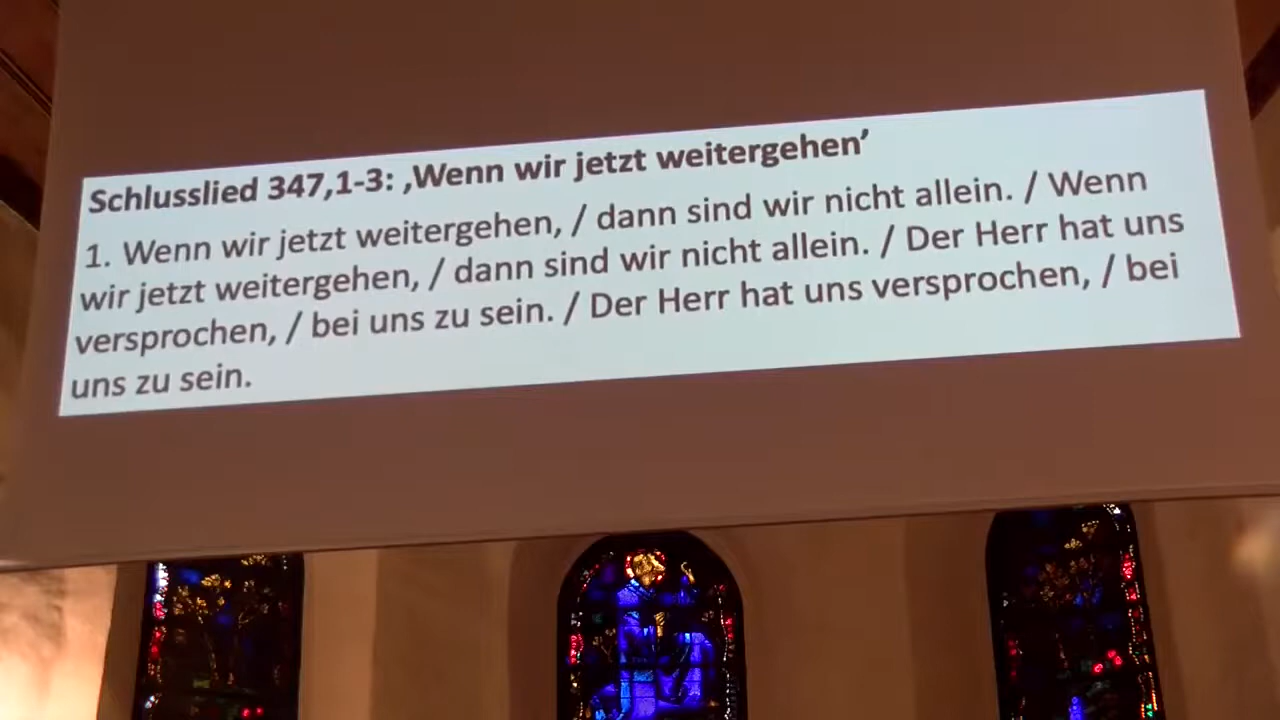 Schlusslied 347,1-3: ‚Wenn wir jetzt weitergehen’
1. Wenn wir jetzt weitergehen, / dann sind wir nicht allein. / Wenn
wir jetzt weitergehen, / dann sind wir nicht allein. / Der Herr hat uns
versprochen, / bei uns zu sein. / Der Herr hat uns versprochen, / bei
uns zu sein.